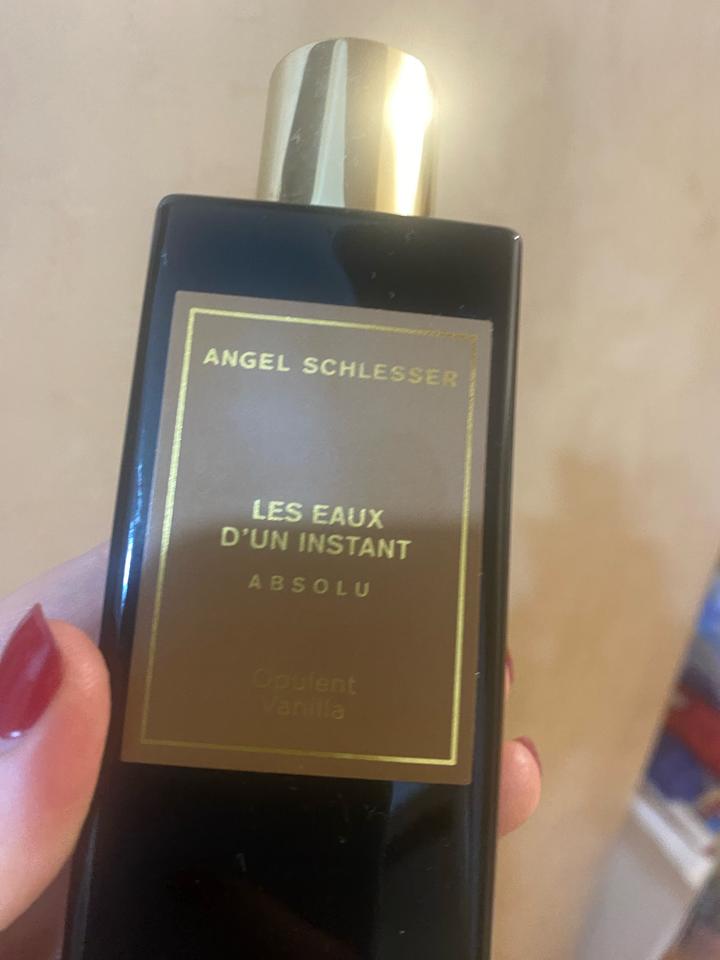 ANGEL SCHLESSER
LES EAUX
D'UN INSTANT
ABSOLU
Opulent
Vanilla